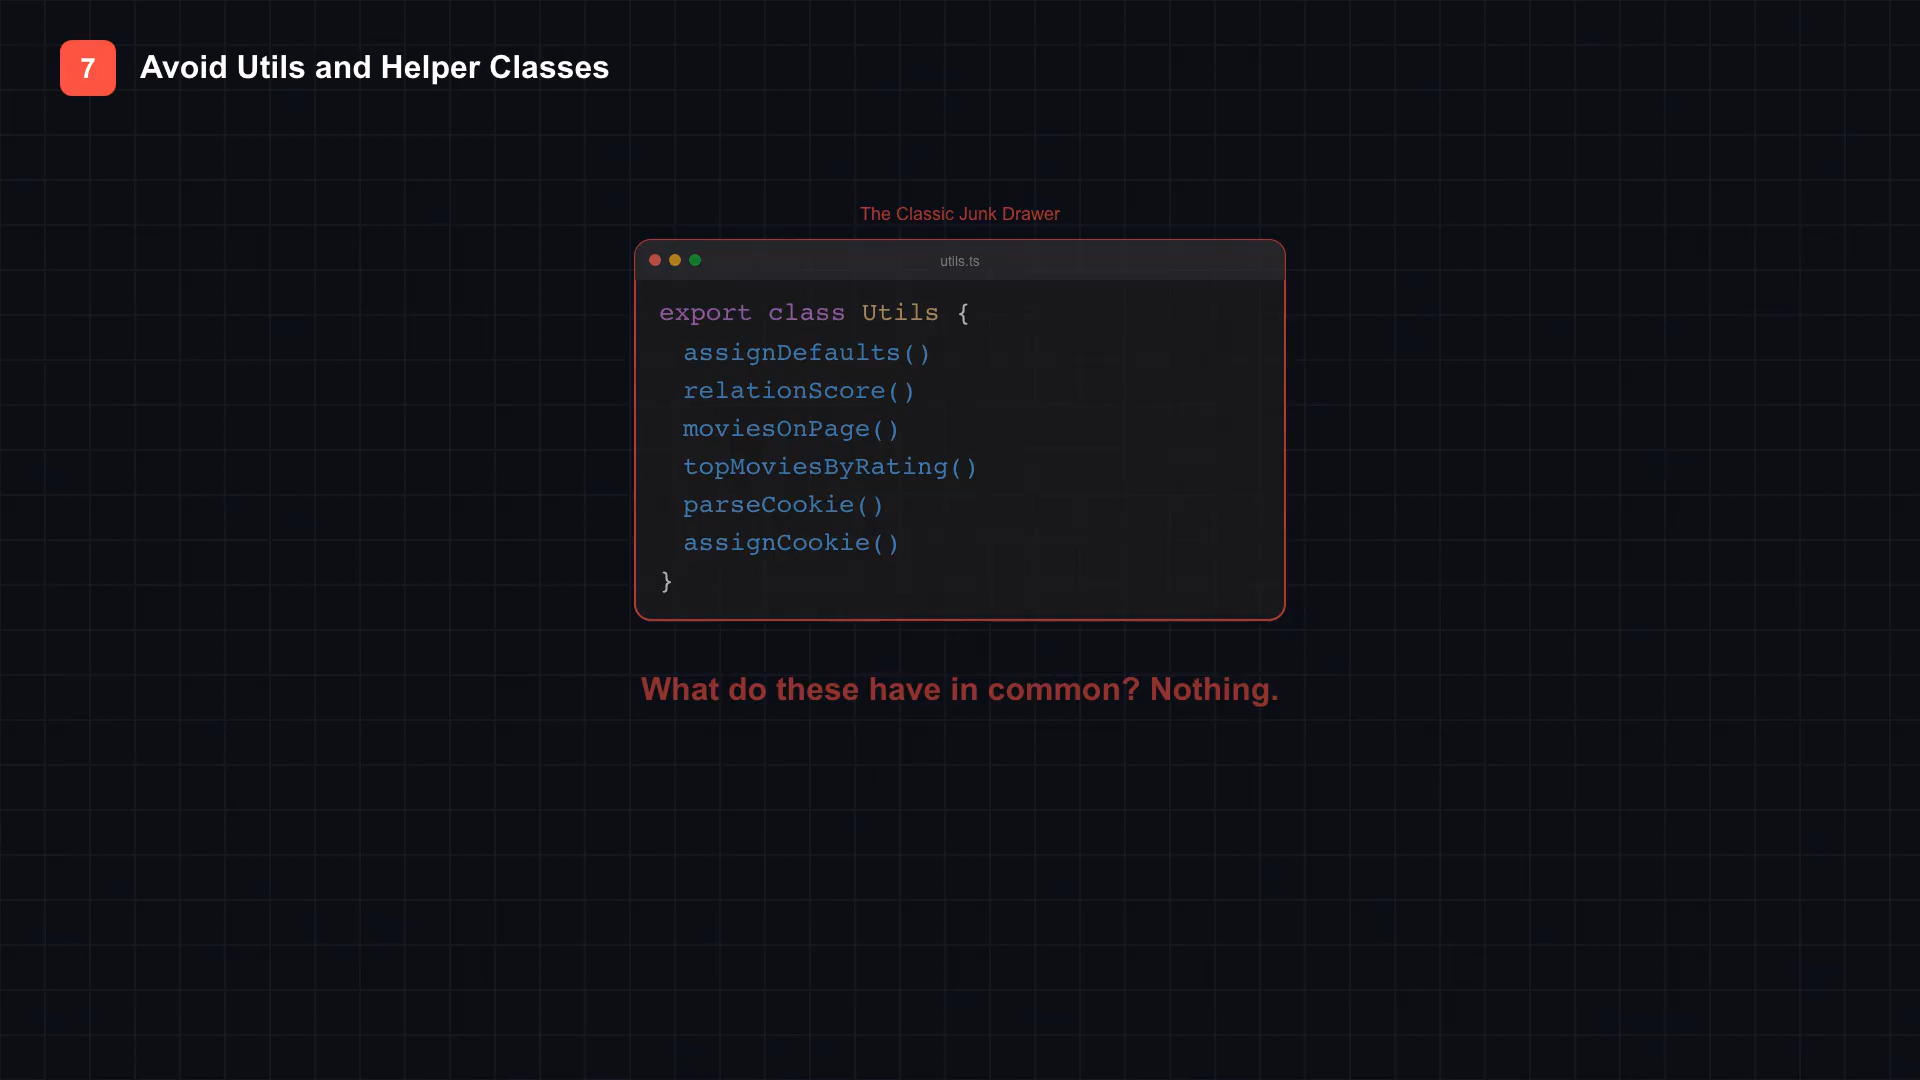 7
Avoid Utils and Helper Classes
The Classic Junk Drawer
utils.ts
export class Utils {
assignDefaults()
relationScore()
moviesOnPage()
topMoviesByRating()
parseCookie()
assignCookie()
}
What do these have in common? Nothing.